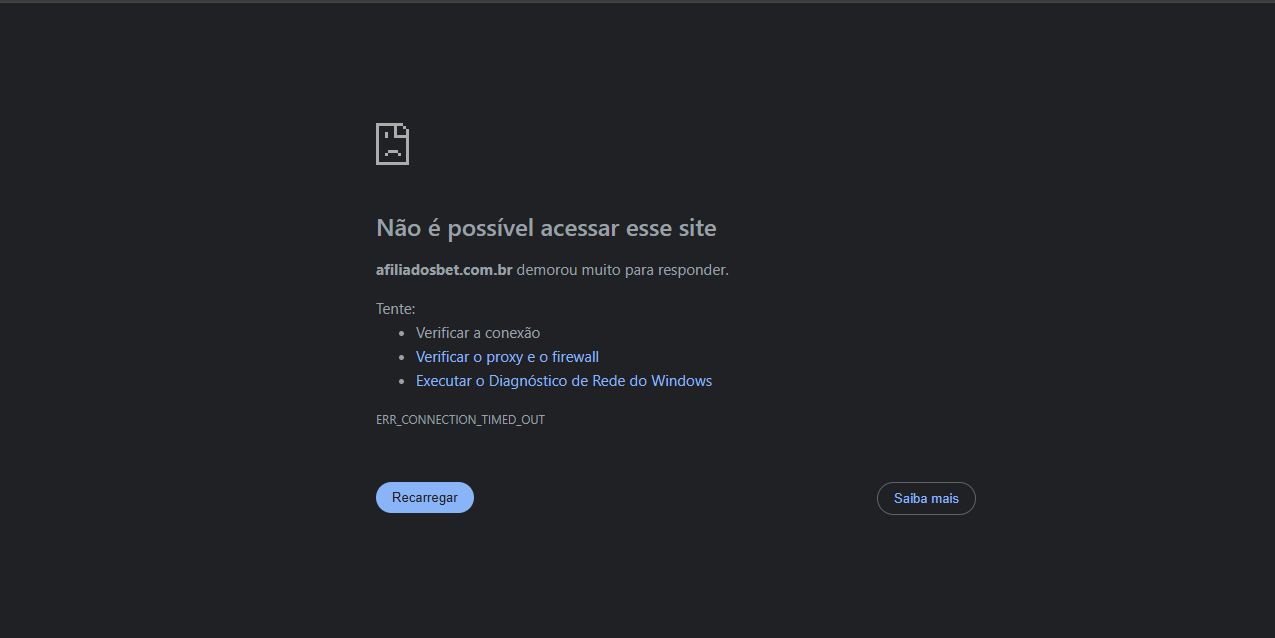 Não é possível acessar esse site
afiliadosbet.com.br demorou muito para responder.
Tente:
Verificar a conexão
Verificar o proxy e o firewall
Executar o Diagnóstico de Rede do Windows
ERR_CONNECTION_TIMED_OUT
Recarregar
Saiba mais